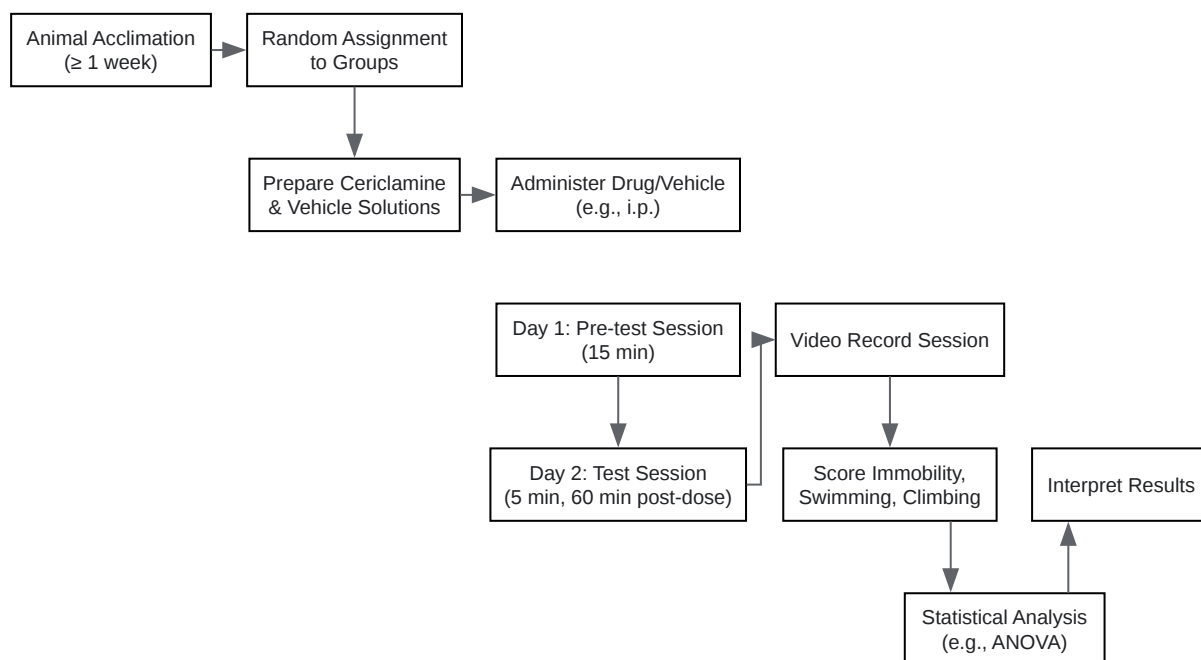 Animal Acclimation
(≥ 1 week)
Random Assignment
to Groups
Prepare Cericlamine
& Vehicle Solutions
Administer Drug/Vehicle
(e.g., i.p.)
Day 1: Pre-test Session
(15 min)
Video Record Session
Day 2: Test Session
(5 min, 60 min post-dose)
Score Immobility,
Swimming, Climbing
Interpret Results
Statistical Analysis
(e.g., ANOVA)